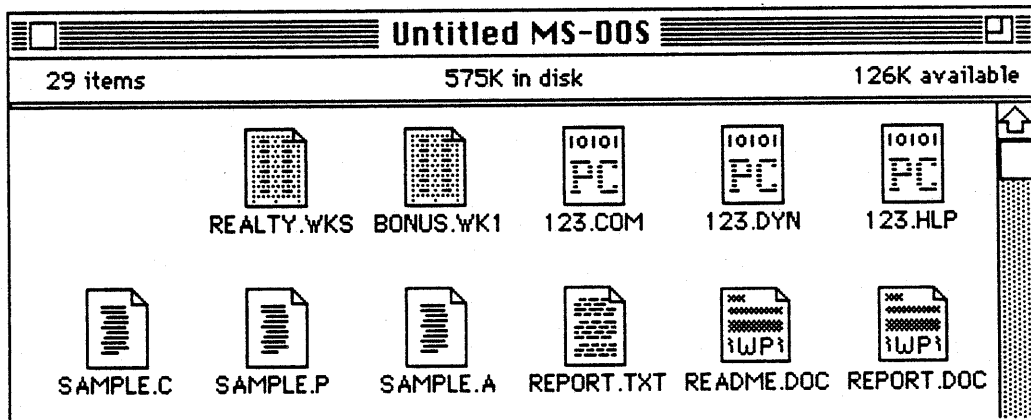 Untitled MS-DOS
29 items 575K in disk 126K available
10101 10101 10101
PC PC PC
REALTY.WKS BONUS.WK1 123.COM 123.DYN 123.HLP
WP WP
SAMPLE.C SAMPLE.P SAMPLE.A REPORT.TXT README.DOC REPORT.DOC